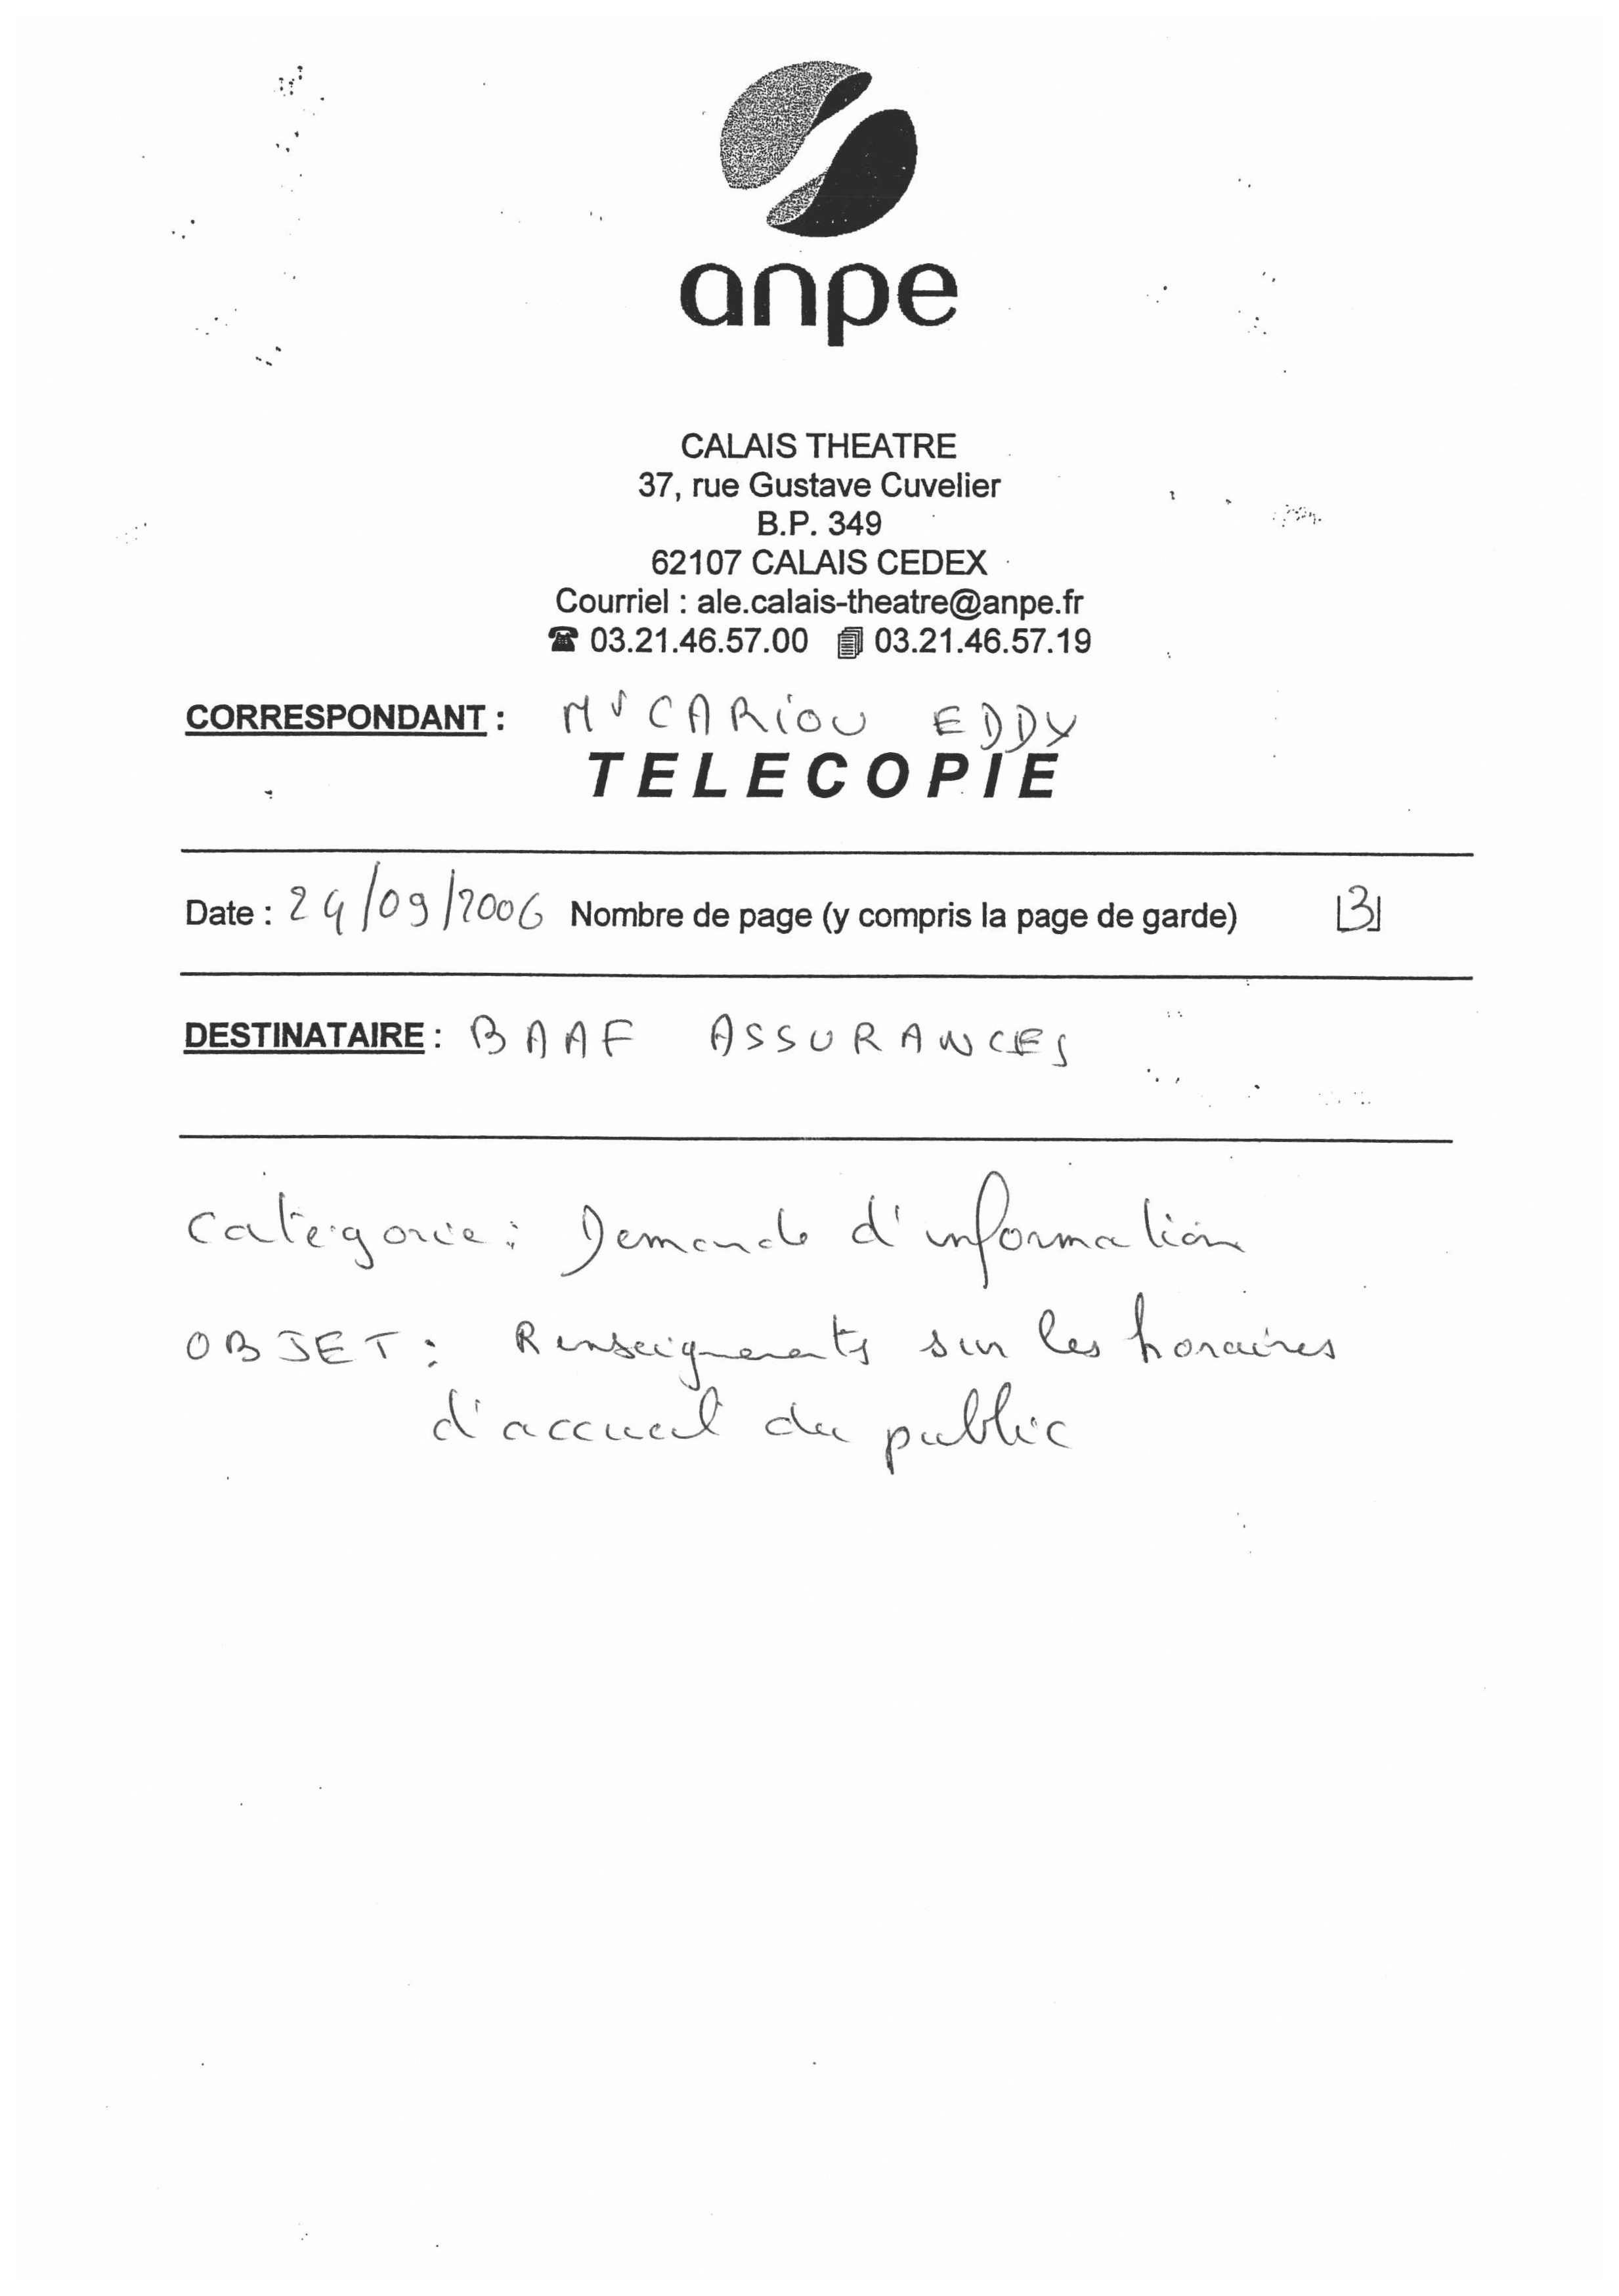 anpe
CALAIS THEATRE
37, rue Gustave Cuvelier
B.P. 349
62107 CALAIS CEDEX
Courriel : ale.calais-theatre@anpe.fr
☎ 03.21.46.57.00 03.21.46.57.19
CORRESPONDANT : Mr CARiOU EDDY
TELECOPIE
Date : 24/09/2006 Nombre de page (y compris la page de garde) 3
DESTINATAIRE : BAAF ASSURANCES
Categorie : Demande d'information
OBJET : Renseignements sur les horaires
d'accueil du public